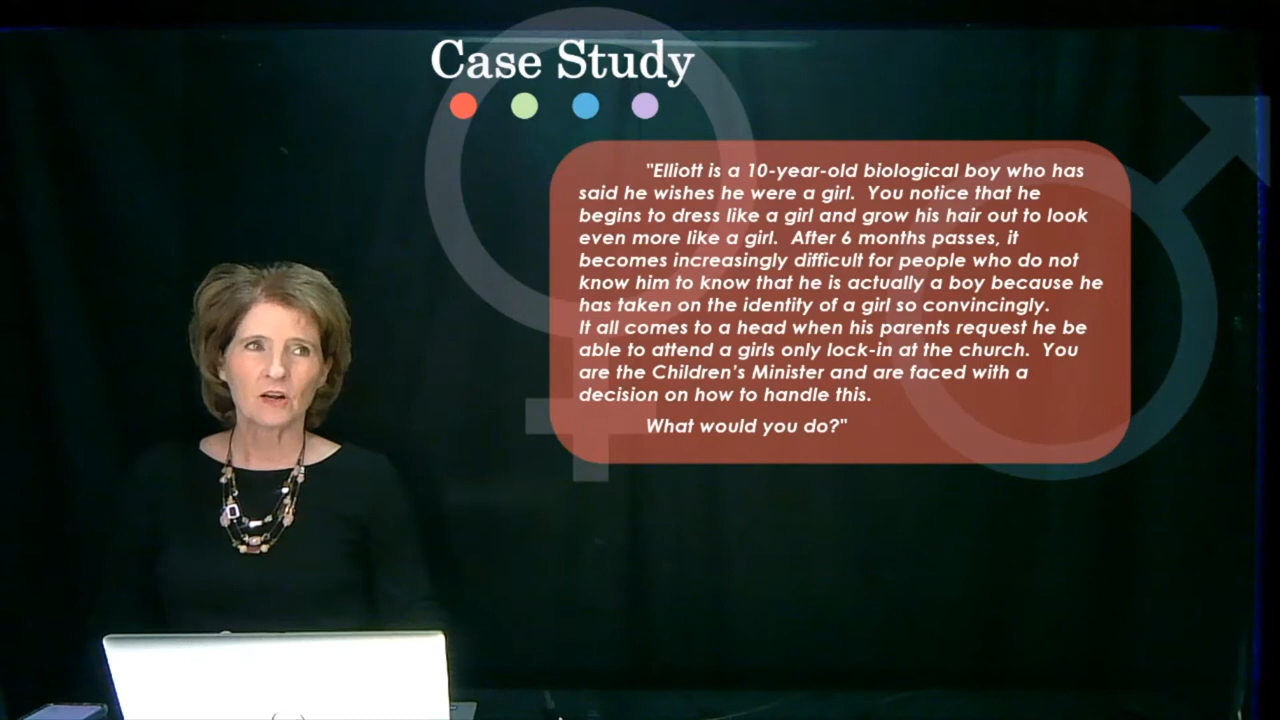 Case Study
"Elliott is a 10-year-old biological boy who has
said he wishes he were a girl.  You notice that he
begins to dress like a girl and grow his hair out to look
even more like a girl.  After 6 months passes, it
becomes increasingly difficult for people who do not
know him to know that he is actually a boy because he
has taken on the identity of a girl so convincingly.
It all comes to a head when his parents request he be
able to attend a girls only lock-in at the church.  You
are the Children's Minister and are faced with a
decision on how to handle this.
What would you do?"